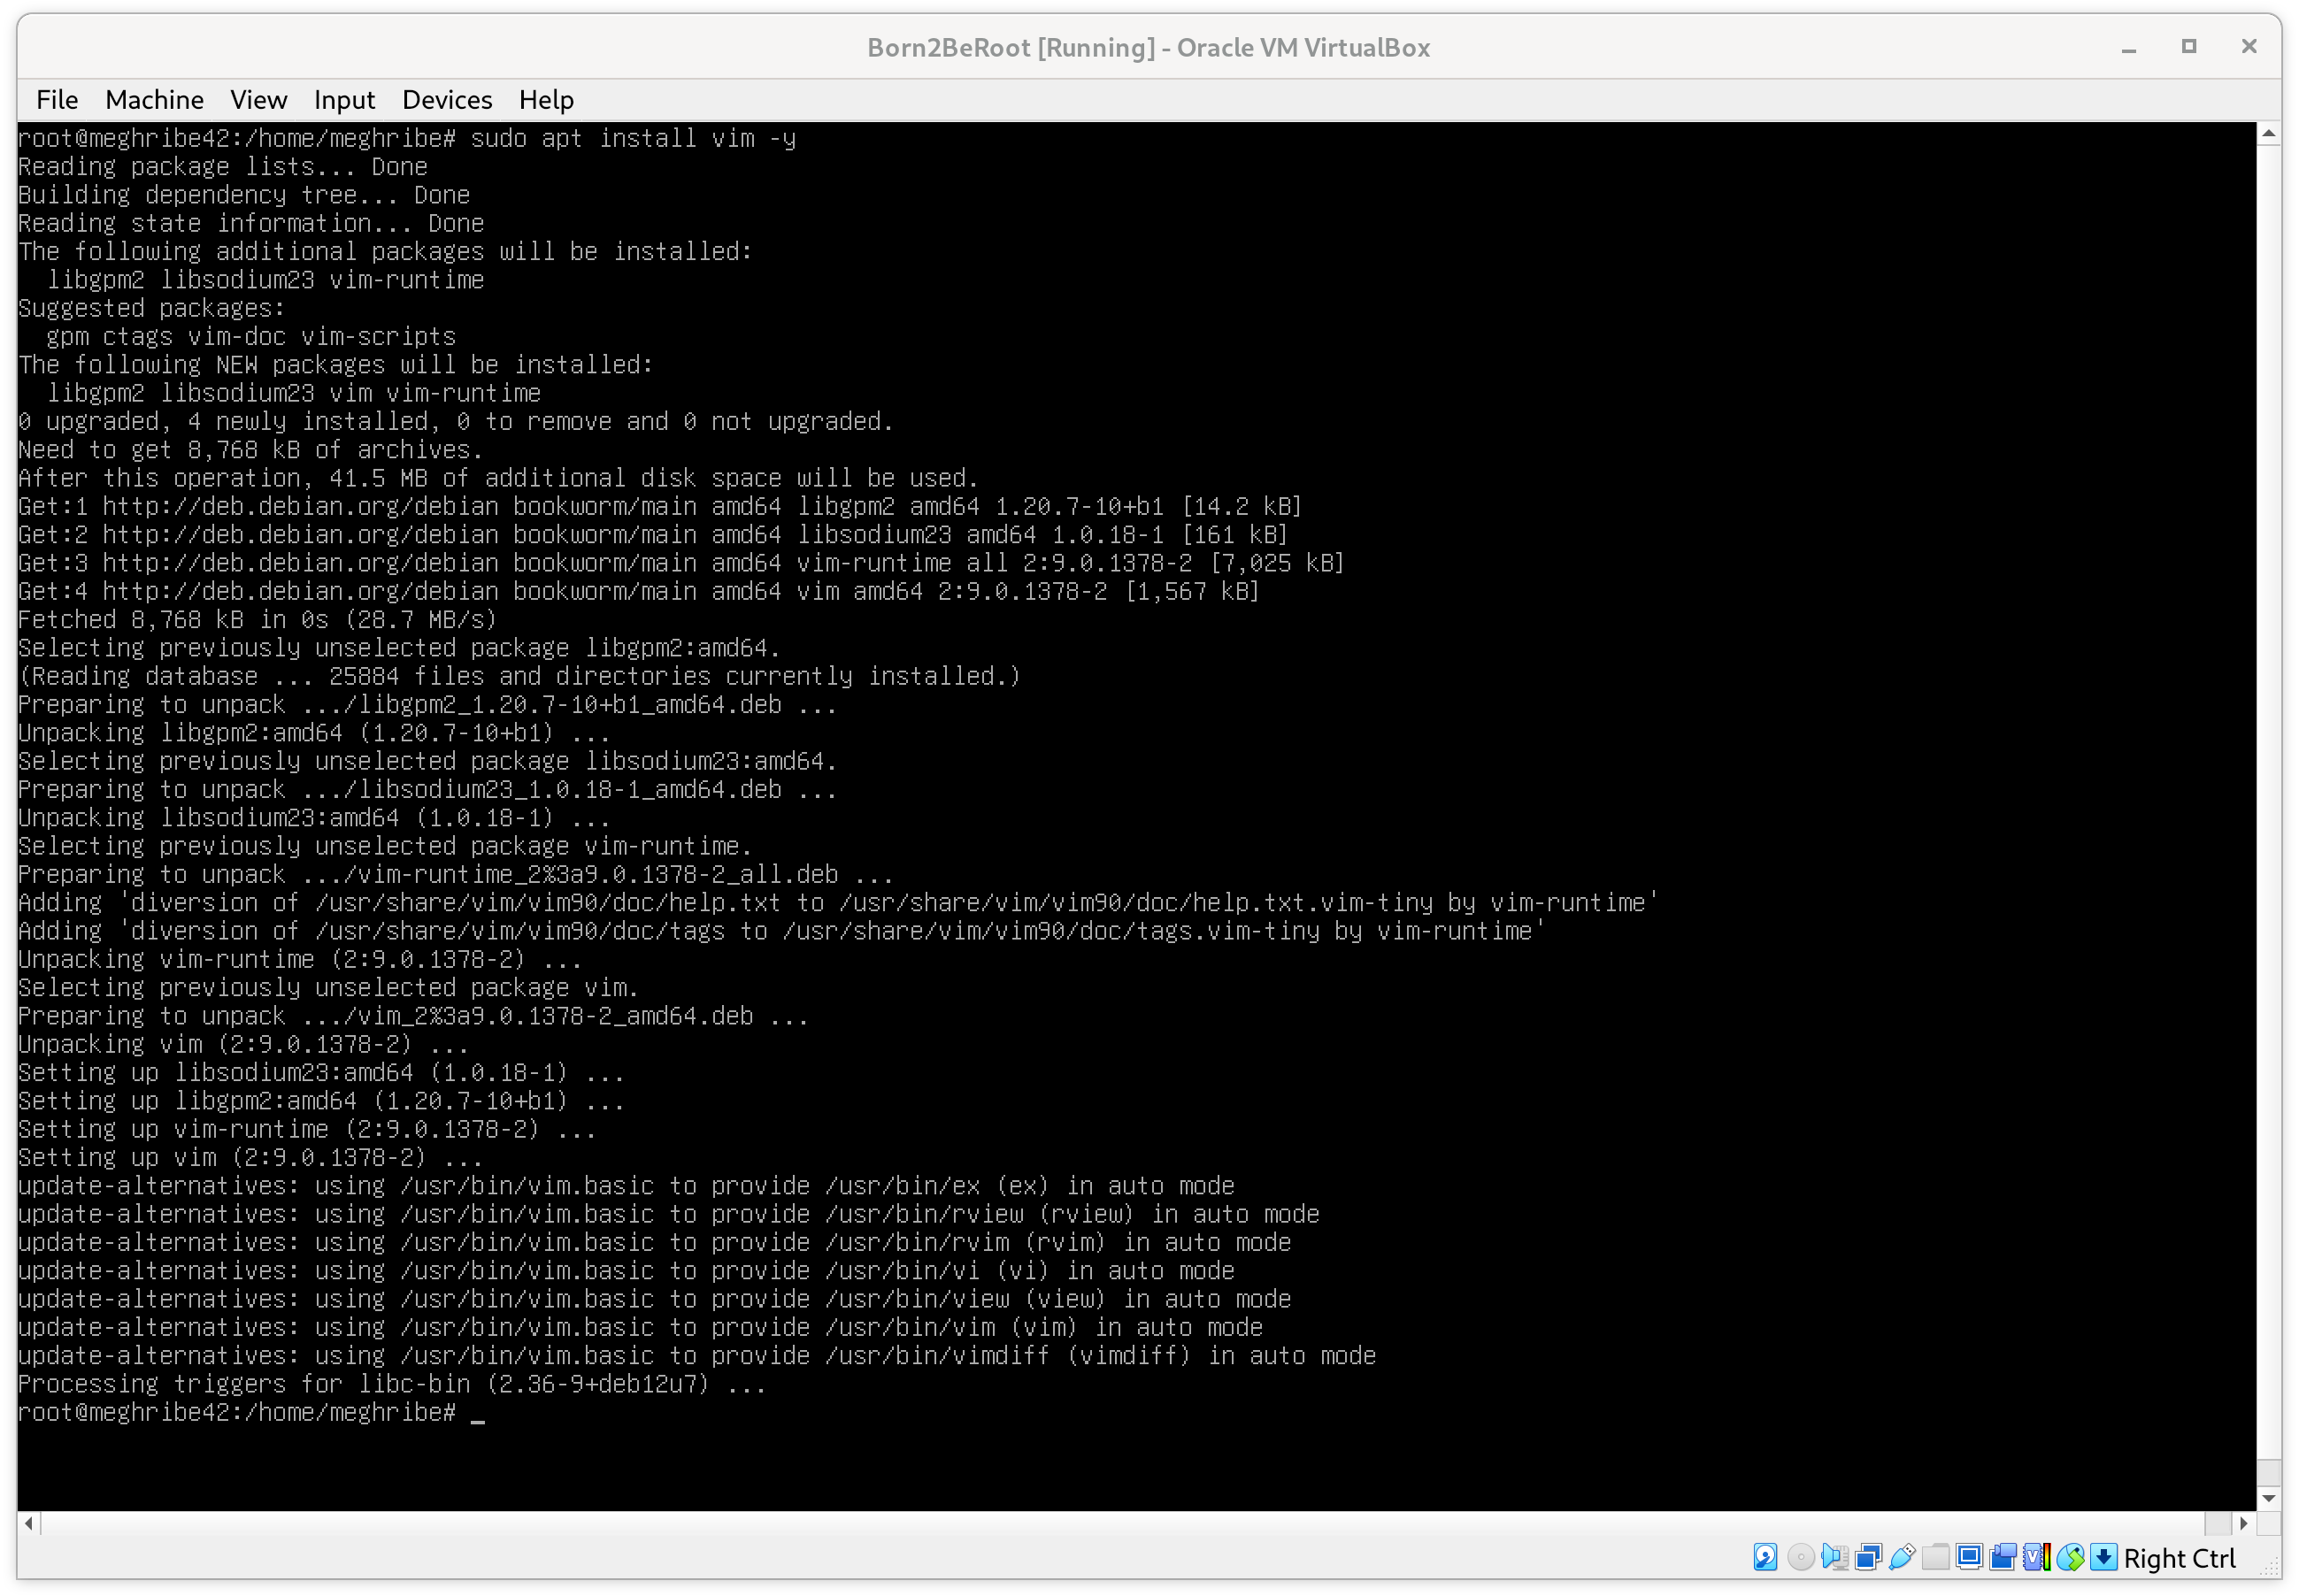 Born2BeRoot [Running] - Oracle VM VirtualBox
File Machine View Input Devices Help
root@meghribe42:/home/meghribe# sudo apt install vim -y
Reading package lists... Done
Building dependency tree... Done
Reading state information... Done
The following additional packages will be installed:
  libgpm2 libsodium23 vim-runtime
Suggested packages:
  gpm ctags vim-doc vim-scripts
The following NEW packages will be installed:
  libgpm2 libsodium23 vim vim-runtime
0 upgraded, 4 newly installed, 0 to remove and 0 not upgraded.
Need to get 8,768 kB of archives.
After this operation, 41.5 MB of additional disk space will be used.
Get:1 http://deb.debian.org/debian bookworm/main amd64 libgpm2 amd64 1.20.7-10+b1 [14.2 kB]
Get:2 http://deb.debian.org/debian bookworm/main amd64 libsodium23 amd64 1.0.18-1 [161 kB]
Get:3 http://deb.debian.org/debian bookworm/main amd64 vim-runtime all 2:9.0.1378-2 [7,025 kB]
Get:4 http://deb.debian.org/debian bookworm/main amd64 vim amd64 2:9.0.1378-2 [1,567 kB]
Fetched 8,768 kB in 0s (28.7 MB/s)
Selecting previously unselected package libgpm2:amd64.
(Reading database ... 25884 files and directories currently installed.)
Preparing to unpack .../libgpm2_1.20.7-10+b1_amd64.deb ...
Unpacking libgpm2:amd64 (1.20.7-10+b1) ...
Selecting previously unselected package libsodium23:amd64.
Preparing to unpack .../libsodium23_1.0.18-1_amd64.deb ...
Unpacking libsodium23:amd64 (1.0.18-1) ...
Selecting previously unselected package vim-runtime.
Preparing to unpack .../vim-runtime_2%3a9.0.1378-2_all.deb ...
Adding 'diversion of /usr/share/vim/vim90/doc/help.txt to /usr/share/vim/vim90/doc/help.txt.vim-tiny by vim-runtime'
Adding 'diversion of /usr/share/vim/vim90/doc/tags to /usr/share/vim/vim90/doc/tags.vim-tiny by vim-runtime'
Unpacking vim-runtime (2:9.0.1378-2) ...
Selecting previously unselected package vim.
Preparing to unpack .../vim_2%3a9.0.1378-2_amd64.deb ...
Unpacking vim (2:9.0.1378-2) ...
Setting up libsodium23:amd64 (1.0.18-1) ...
Setting up libgpm2:amd64 (1.20.7-10+b1) ...
Setting up vim-runtime (2:9.0.1378-2) ...
Setting up vim (2:9.0.1378-2) ...
update-alternatives: using /usr/bin/vim.basic to provide /usr/bin/ex (ex) in auto mode
update-alternatives: using /usr/bin/vim.basic to provide /usr/bin/rview (rview) in auto mode
update-alternatives: using /usr/bin/vim.basic to provide /usr/bin/rvim (rvim) in auto mode
update-alternatives: using /usr/bin/vim.basic to provide /usr/bin/vi (vi) in auto mode
update-alternatives: using /usr/bin/vim.basic to provide /usr/bin/view (view) in auto mode
update-alternatives: using /usr/bin/vim.basic to provide /usr/bin/vim (vim) in auto mode
update-alternatives: using /usr/bin/vim.basic to provide /usr/bin/vimdiff (vimdiff) in auto mode
Processing triggers for libc-bin (2.36-9+deb12u7) ...
root@meghribe42:/home/meghribe# _
Right Ctrl